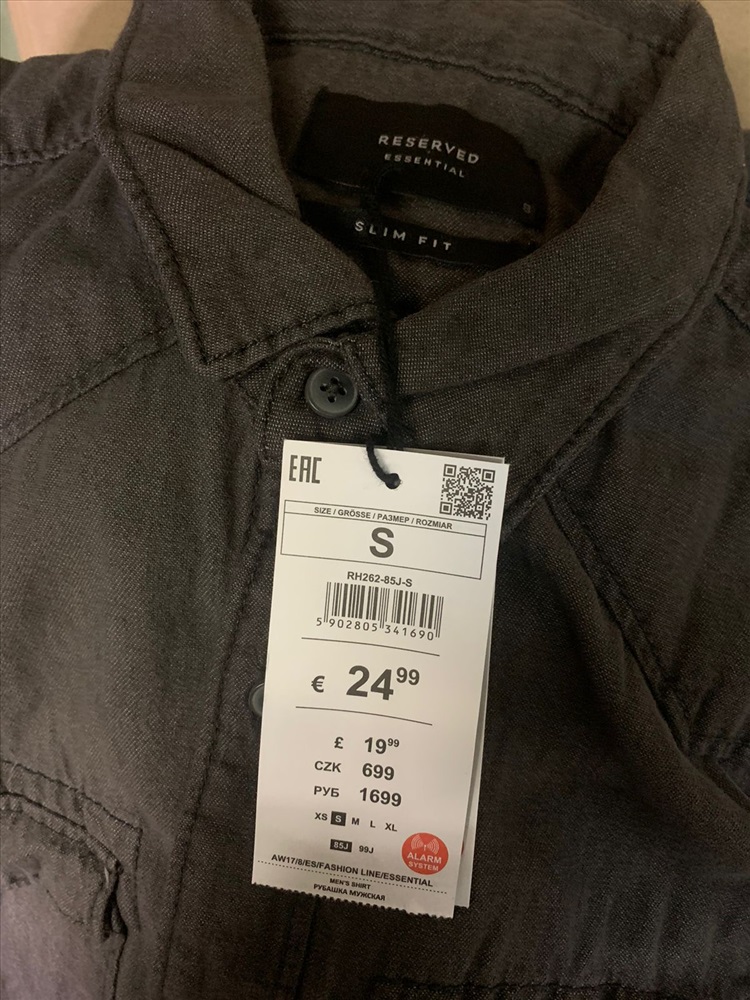 RESERVED
ESSENTIAL
SLIM FIT
EAC
SIZE / GRÖSSE / РАЗМЕР / ROZMIAR
S
RH262-85J-S
5 902805 341690
€ 24 99
£ 19 99
CZK 699
РУБ 1699
XS S M L XL
85J 99J
ALARM
SYSTEM
AW17/8/ES/FASHION LINE/ESSENTIAL
MEN'S SHIRT
РУБАШКА МУЖСКАЯ